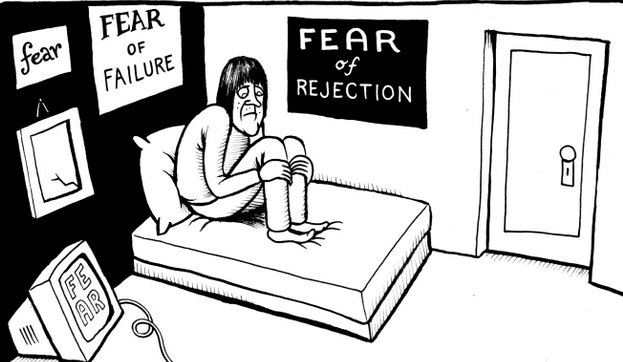 fear
FEAR
OF
FAILURE
FEAR
of
REJECTION
FE
AR